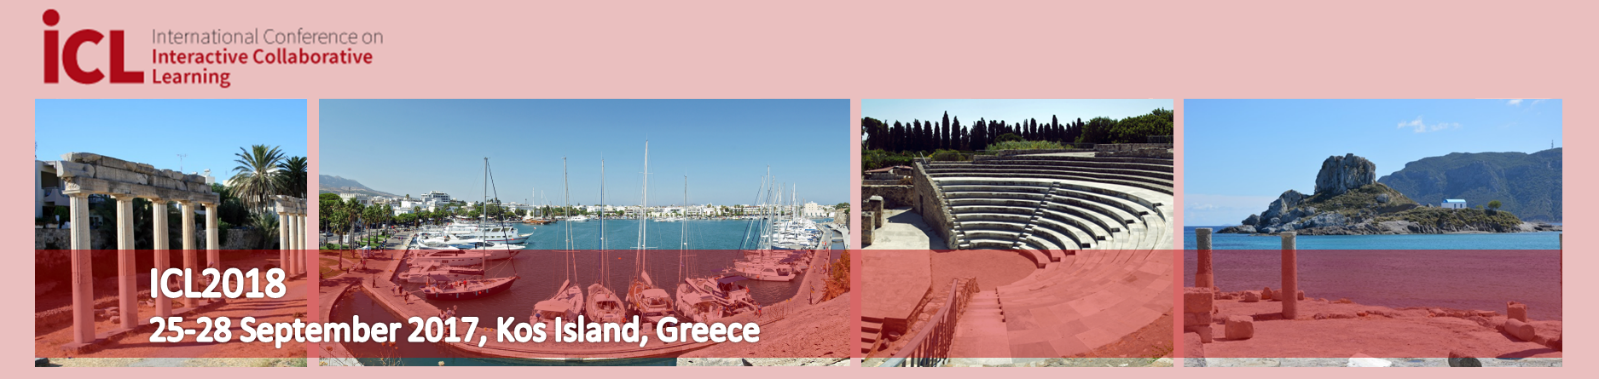 iCL
International Conference on
Interactive Collaborative
Learning
ICL2018
25-28 September 2017, Kos Island, Greece